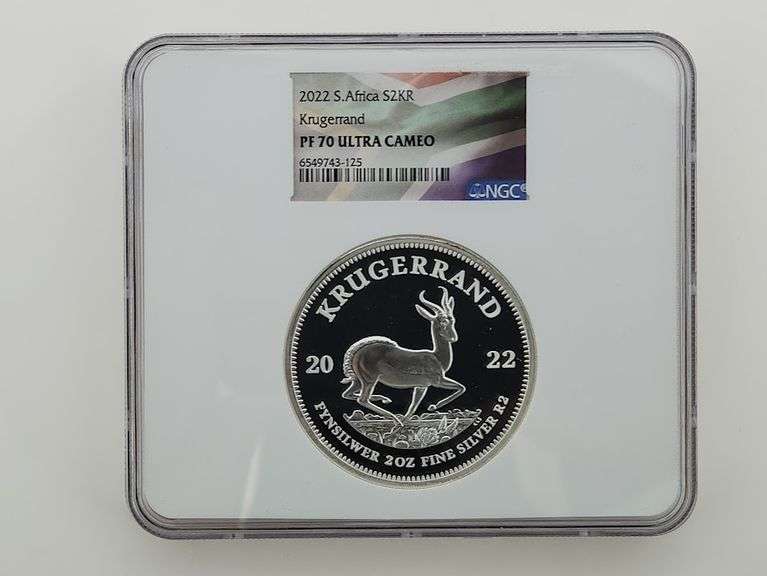 2022 S.Africa S2KR
Krugerrand
PF 70 ULTRA CAMEO
6549743-125
NGC®
KRUGERRAND
20 22
FYNSILWER 2OZ FINE SILVER R2